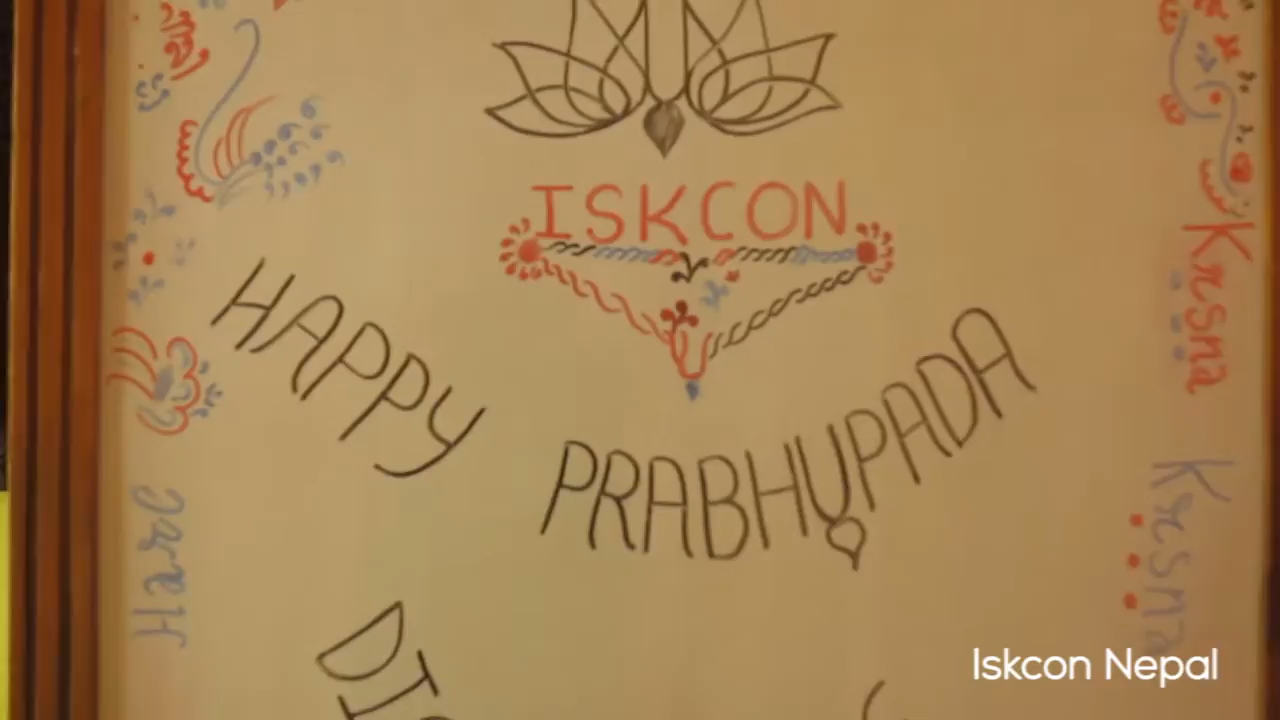 ISKCON
HAPPY PRABHUPADA
Krsna
Krsna
Hare
Iskcon Nepal